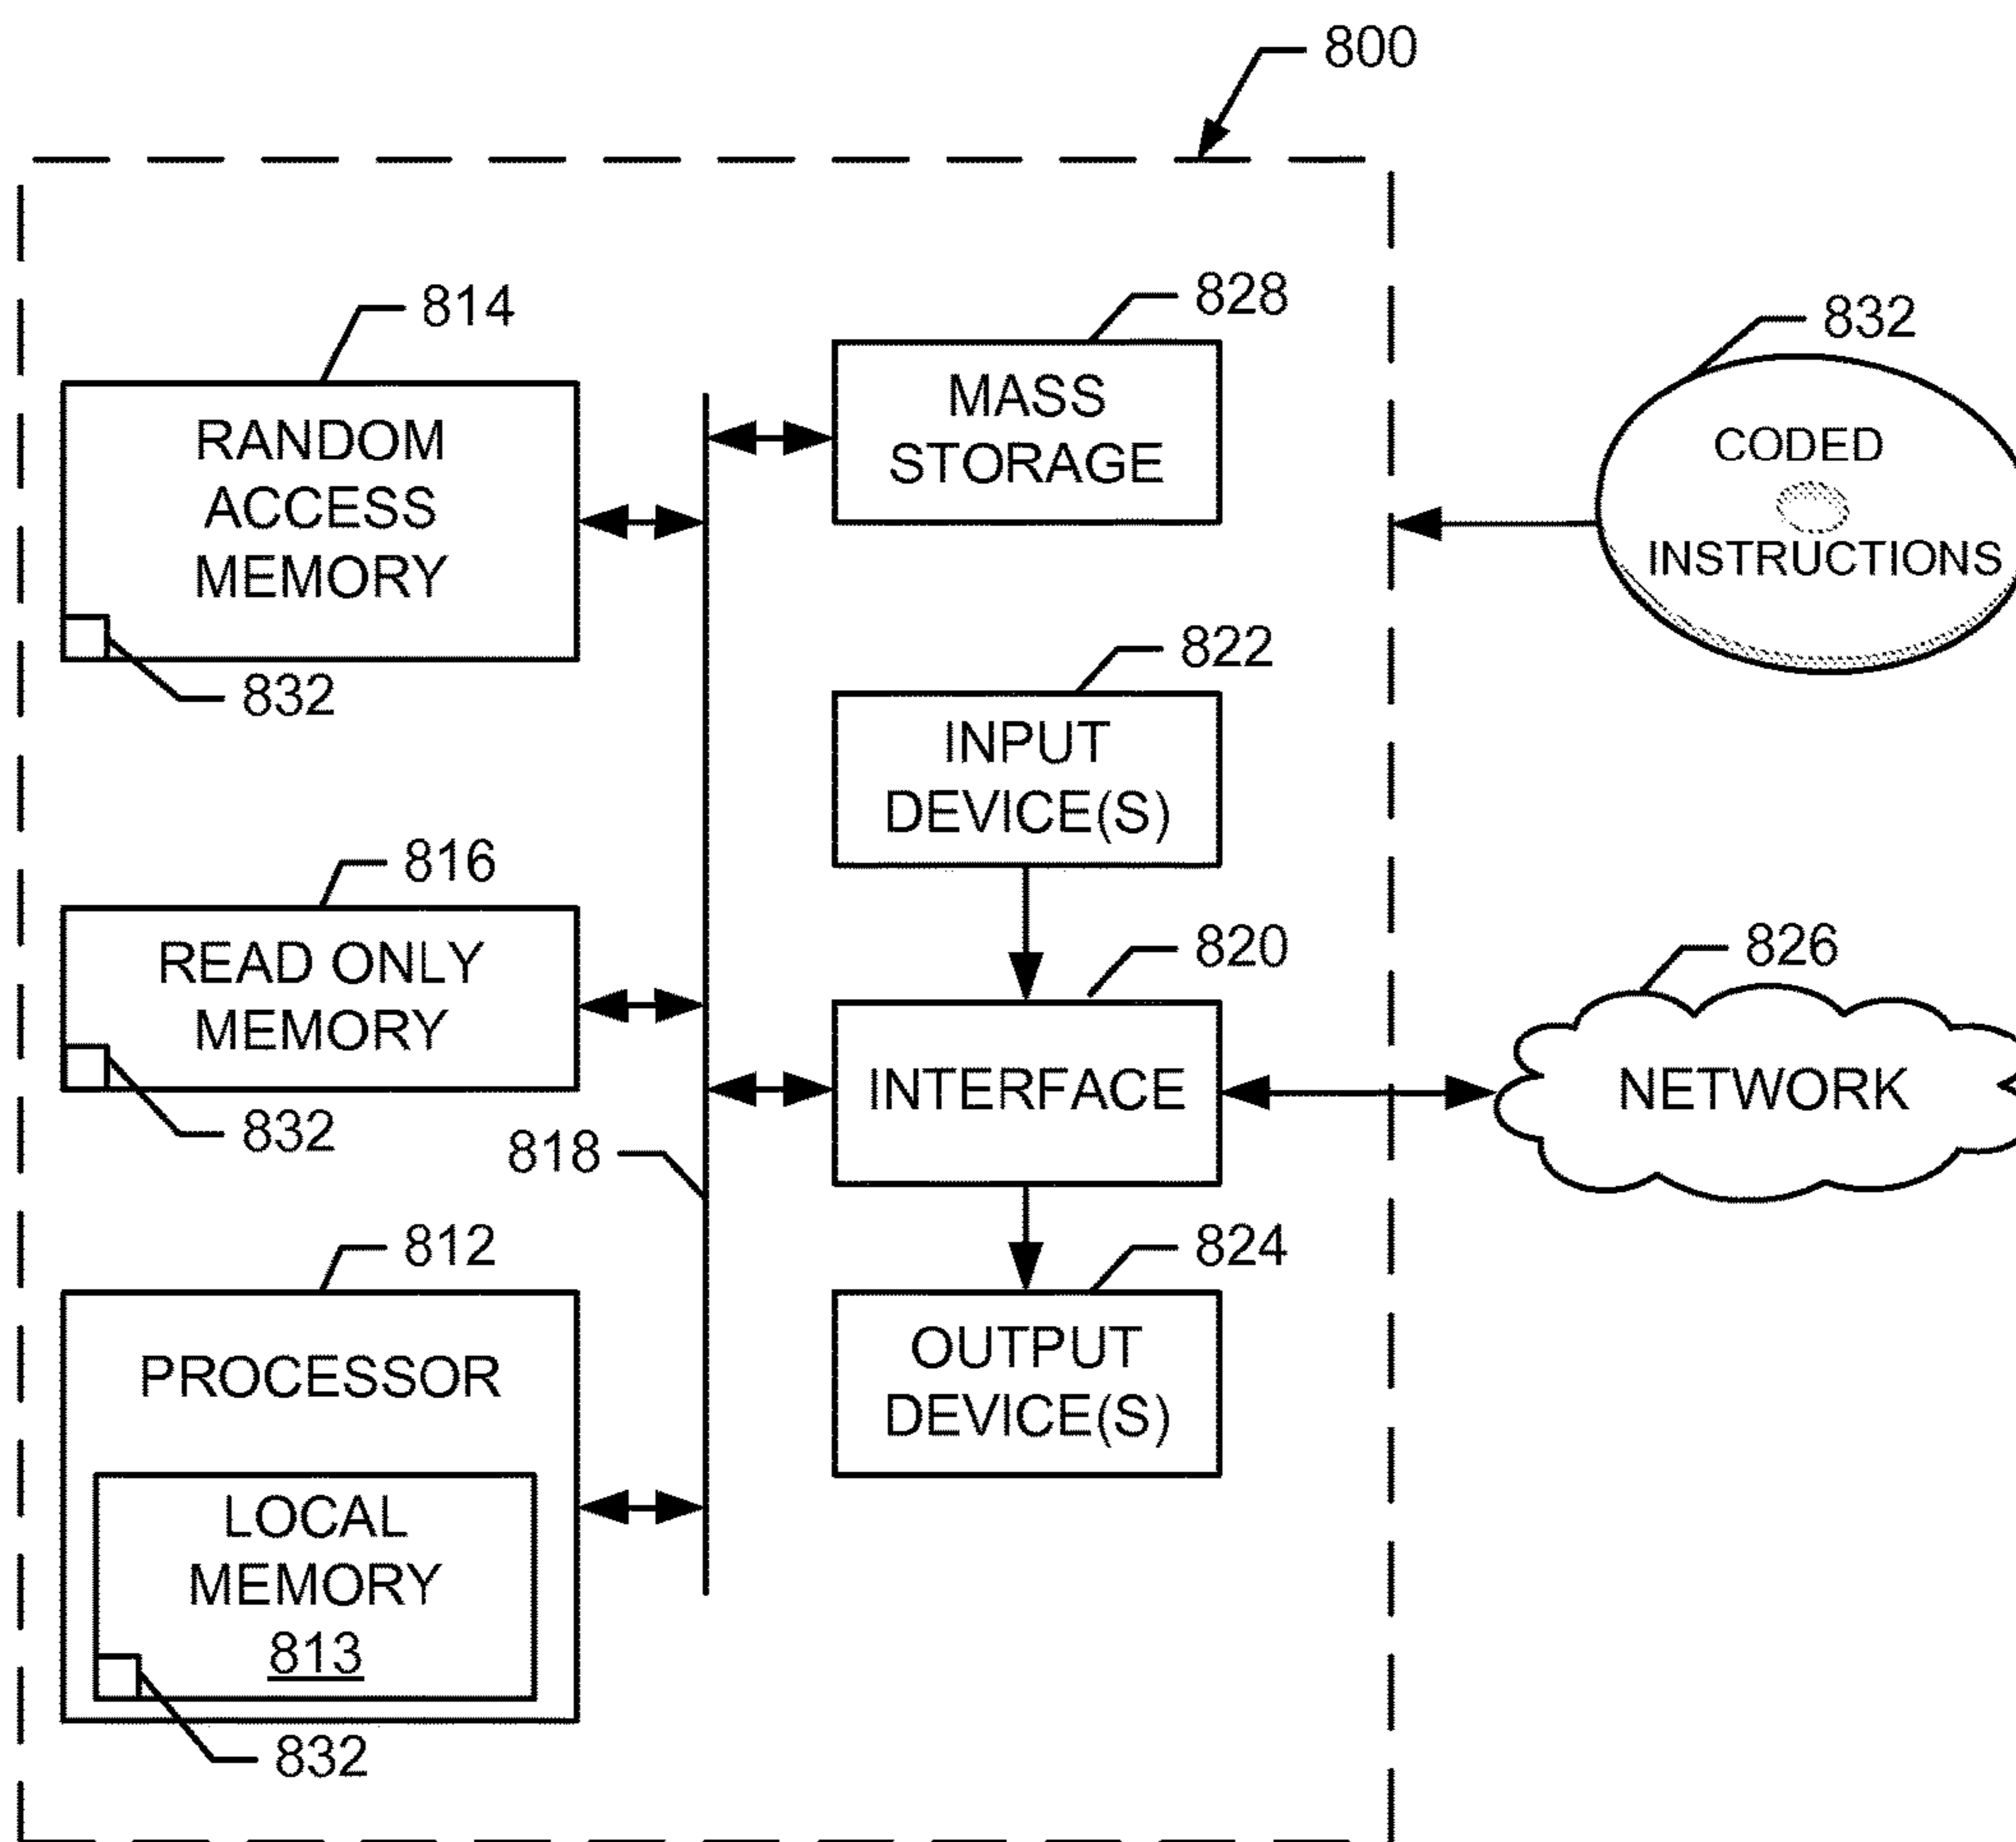 800
814
RANDOM
ACCESS
MEMORY
832
828
MASS
STORAGE
832
CODED
INSTRUCTIONS
822
INPUT
DEVICE(S)
816
READ ONLY
MEMORY
832
820
INTERFACE
826
NETWORK
818
812
PROCESSOR
LOCAL
MEMORY
813
832
824
OUTPUT
DEVICE(S)